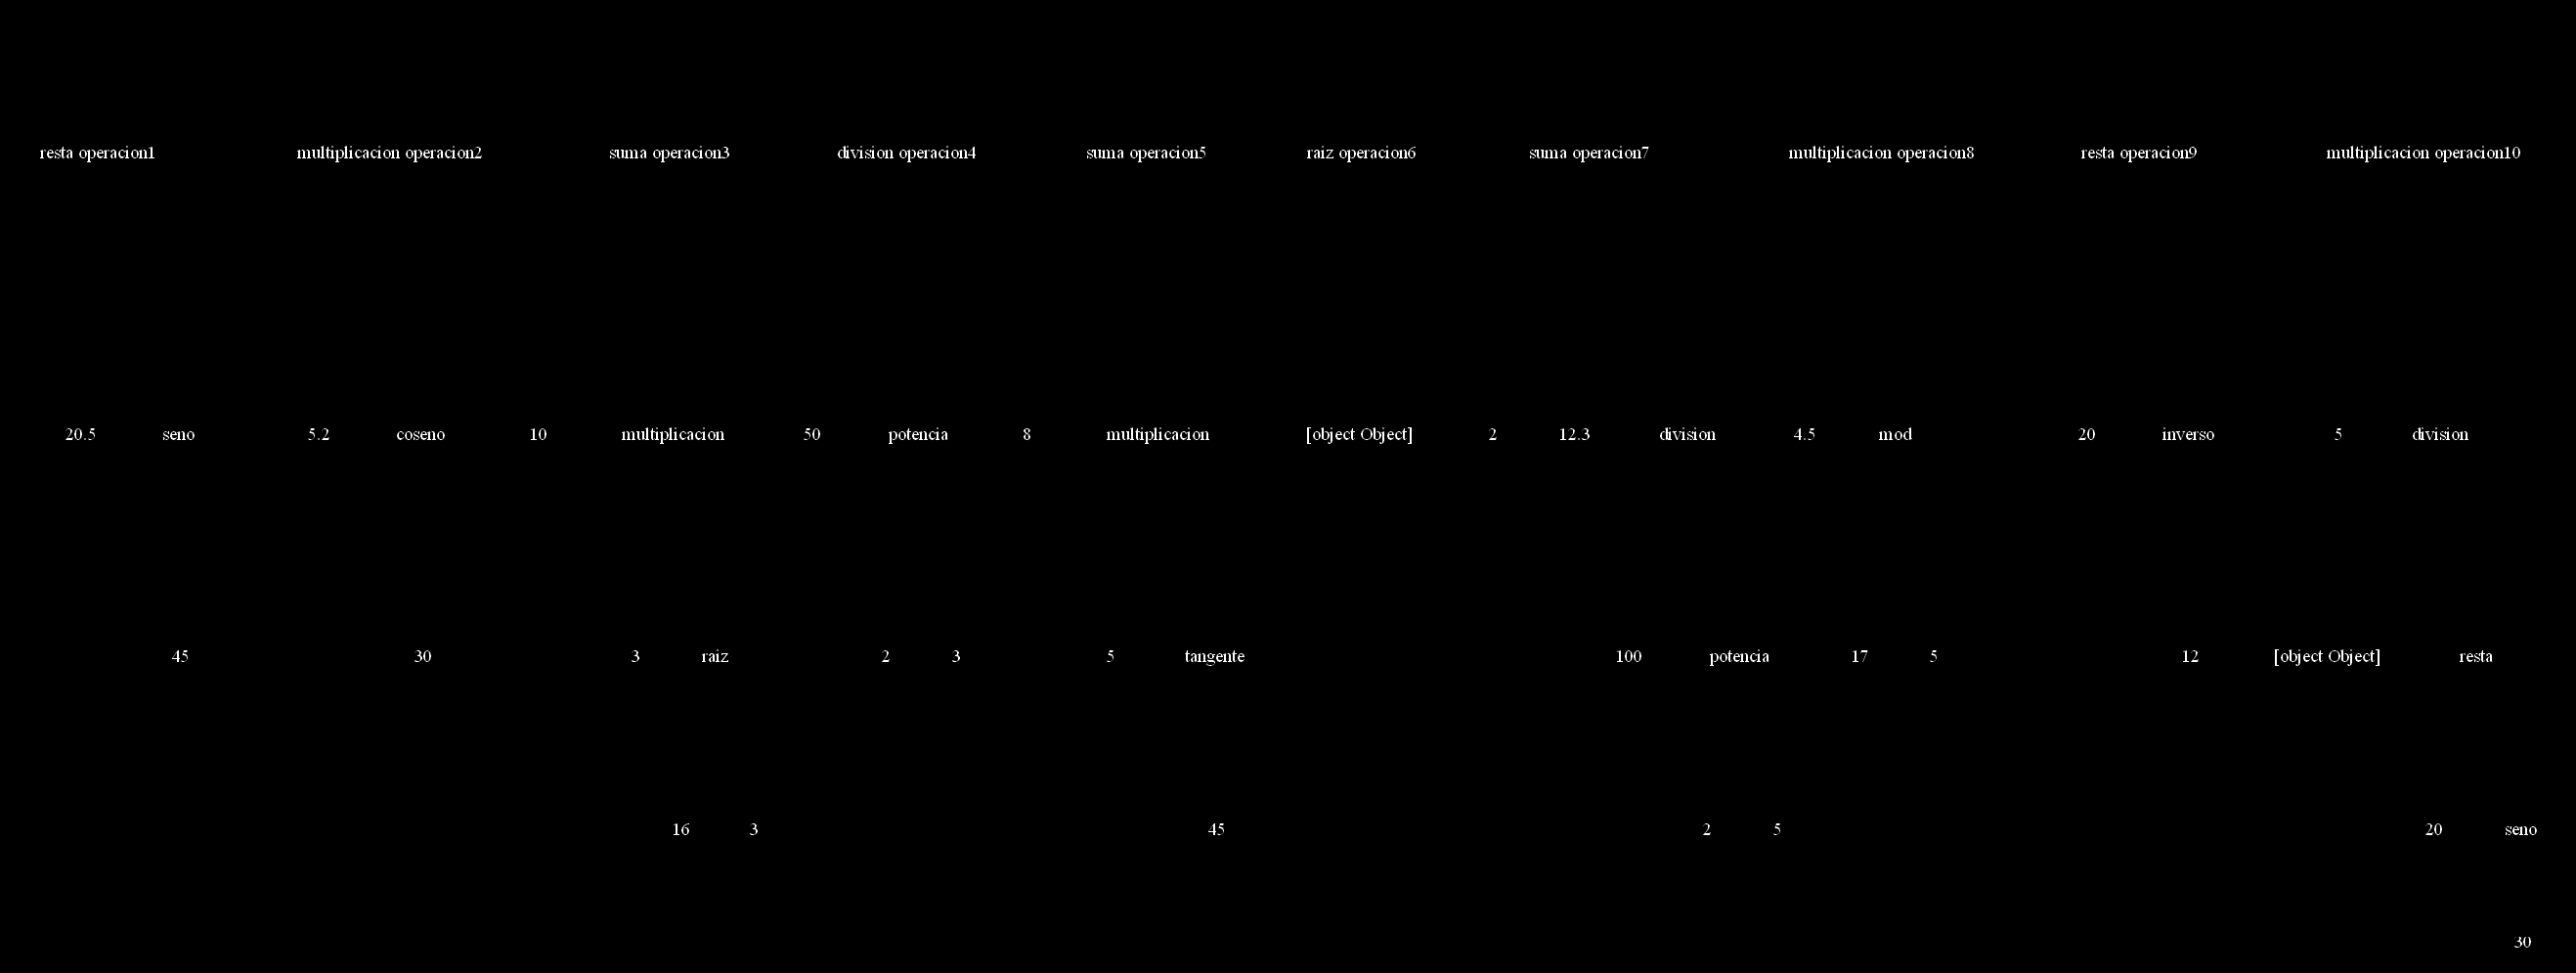 resta operacion1 multiplicacion operacion2 suma operacion3 division operacion4 suma operacion5 raiz operacion6 suma operacion7 multiplicacion operacion8 resta operacion9 multiplicacion operacion10
20.5 seno 5.2 coseno 10 multiplicacion 50 potencia 8 multiplicacion [object Object] 2 12.3 division 4.5 mod 20 inverso 5 division
45 30 3 raiz 2 3 5 tangente 100 potencia 17 5 12 [object Object] resta
16 3 45 2 5 20 seno
30